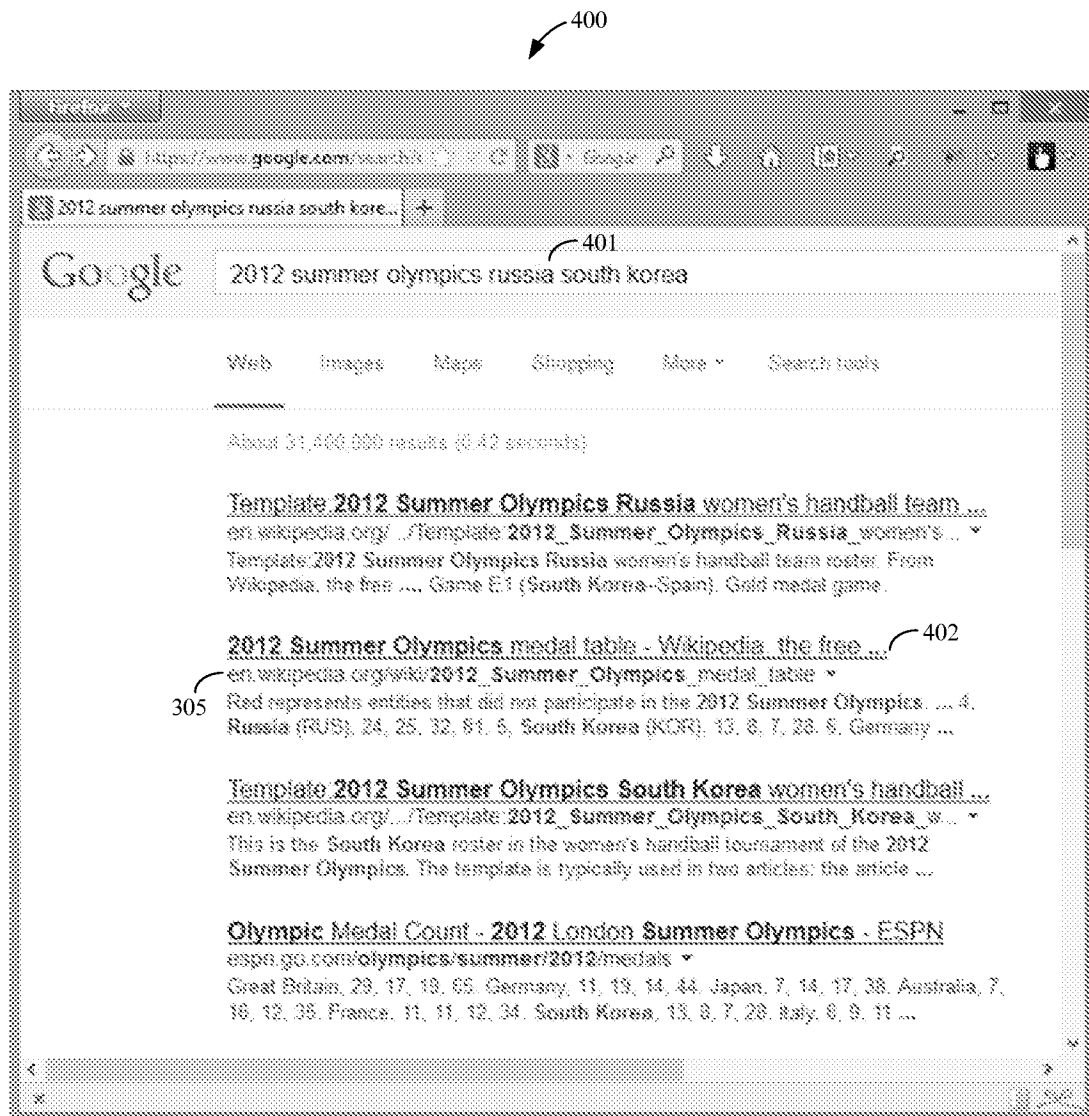 400
Firefox
https://www.google.com/search?
Google
2012 summer olympics russia south kore...
+
401
Google
2012 summer olympics russia south korea
Web Images Maps Shopping More Search tools
About 31,400,000 results (0.42 seconds)
Template:2012 Summer Olympics Russia women's handball team ...
en.wikipedia.org/.../Template:2012_Summer_Olympics_Russia_women's...
Template:2012 Summer Olympics Russia women's handball team roster. From
Wikipedia, the free .... Game E1 (South Korea--Spain). Gold medal game.
402
2012 Summer Olympics medal table - Wikipedia, the free ...
305
en.wikipedia.org/wiki/2012_Summer_Olympics_medal_table
Red represents entities that did not participate in the 2012 Summer Olympics. ... 4,
Russia (RUS), 24, 25, 32, 81. 5, South Korea (KOR), 13, 8, 7, 28. 6, Germany ...
Template:2012 Summer Olympics South Korea women's handball ...
en.wikipedia.org/.../Template:2012_Summer_Olympics_South_Korea_w...
This is the South Korea roster in the women's handball tournament of the 2012
Summer Olympics. The template is typically used in two articles: the article ...
Olympic Medal Count - 2012 London Summer Olympics - ESPN
espn.go.com/olympics/summer/2012/medals
Great Britain, 29, 17, 19, 65. Germany, 11, 19, 14, 44. Japan, 7, 14, 17, 38. Australia, 7,
16, 12, 35. France, 11, 11, 12, 34. South Korea, 13, 8, 7, 28. Italy, 8, 9, 11 ...